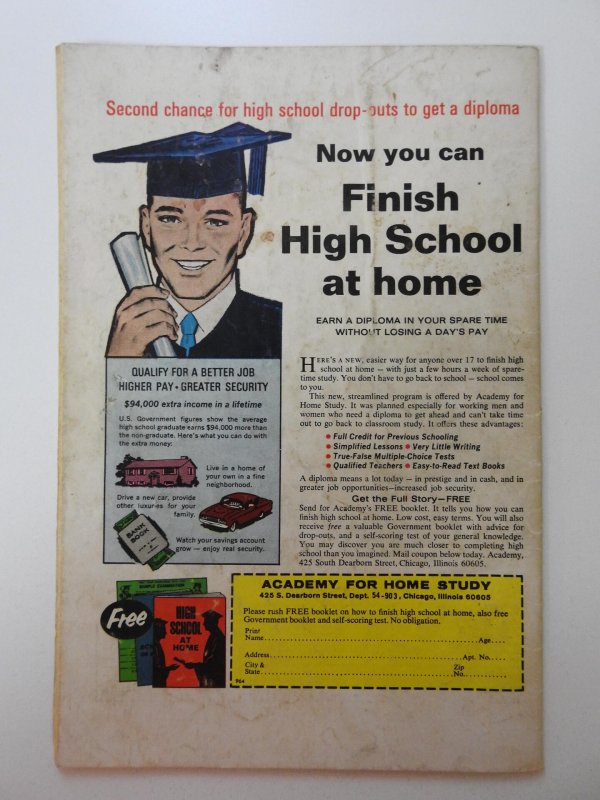 Second chance for high school drop-outs to get a diploma
Now you can
Finish
High School
at home
EARN A DIPLOMA IN YOUR SPARE TIME
WITHOUT LOSING A DAY'S PAY
QUALIFY FOR A BETTER JOB
HIGHER PAY • GREATER SECURITY
$94,000 extra income in a lifetime
U.S. Government figures show the average
high school graduate earns $94,000 more than
the non-graduate. Here's what you can do with
the extra money:
Live in a home of
your own in a fine
neighborhood.
Drive a new car, provide
other luxuries for your
family.
BANK
BOOK
Watch your savings account
grow — enjoy real security.
HERE'S A NEW, easier way for anyone over 17 to finish high
school at home — with just a few hours a week of spare-
time study. You don't have to go back to school — school comes
to you.
This new, streamlined program is offered by Academy for
Home Study. It was planned especially for working men and
women who need a diploma to get ahead and can't take time
out to go back to classroom study. It offers these advantages:
• Full Credit for Previous Schooling
• Simplified Lessons • Very Little Writing
• True-False Multiple-Choice Tests
• Qualified Teachers • Easy-to-Read Text Books
A diploma means a lot today — in prestige and in cash, and in
greater job opportunities—increased job security.
Get the Full Story—FREE
Send for Academy's FREE booklet. It tells you how you can
finish high school at home. Low cost, easy terms. You will also
receive free a valuable Government booklet with advice for
drop-outs, and a self-scoring test of your general knowledge.
You may discover you are much closer to completing high
school than you imagined. Mail coupon below today. Academy,
425 South Dearborn Street, Chicago, Illinois 60605.
Free
SAMPLE EXAMINATION
HIGH
SCHOOL
AT
HOME
ACADEMY FOR HOME STUDY
425 S. Dearborn Street, Dept. 54-903, Chicago, Illinois 60605
Please rush FREE booklet on how to finish high school at home, also free
Government booklet and self-scoring test. No obligation.
Print
Name Age
Address Apt. No.
City & Zip
State No.
964